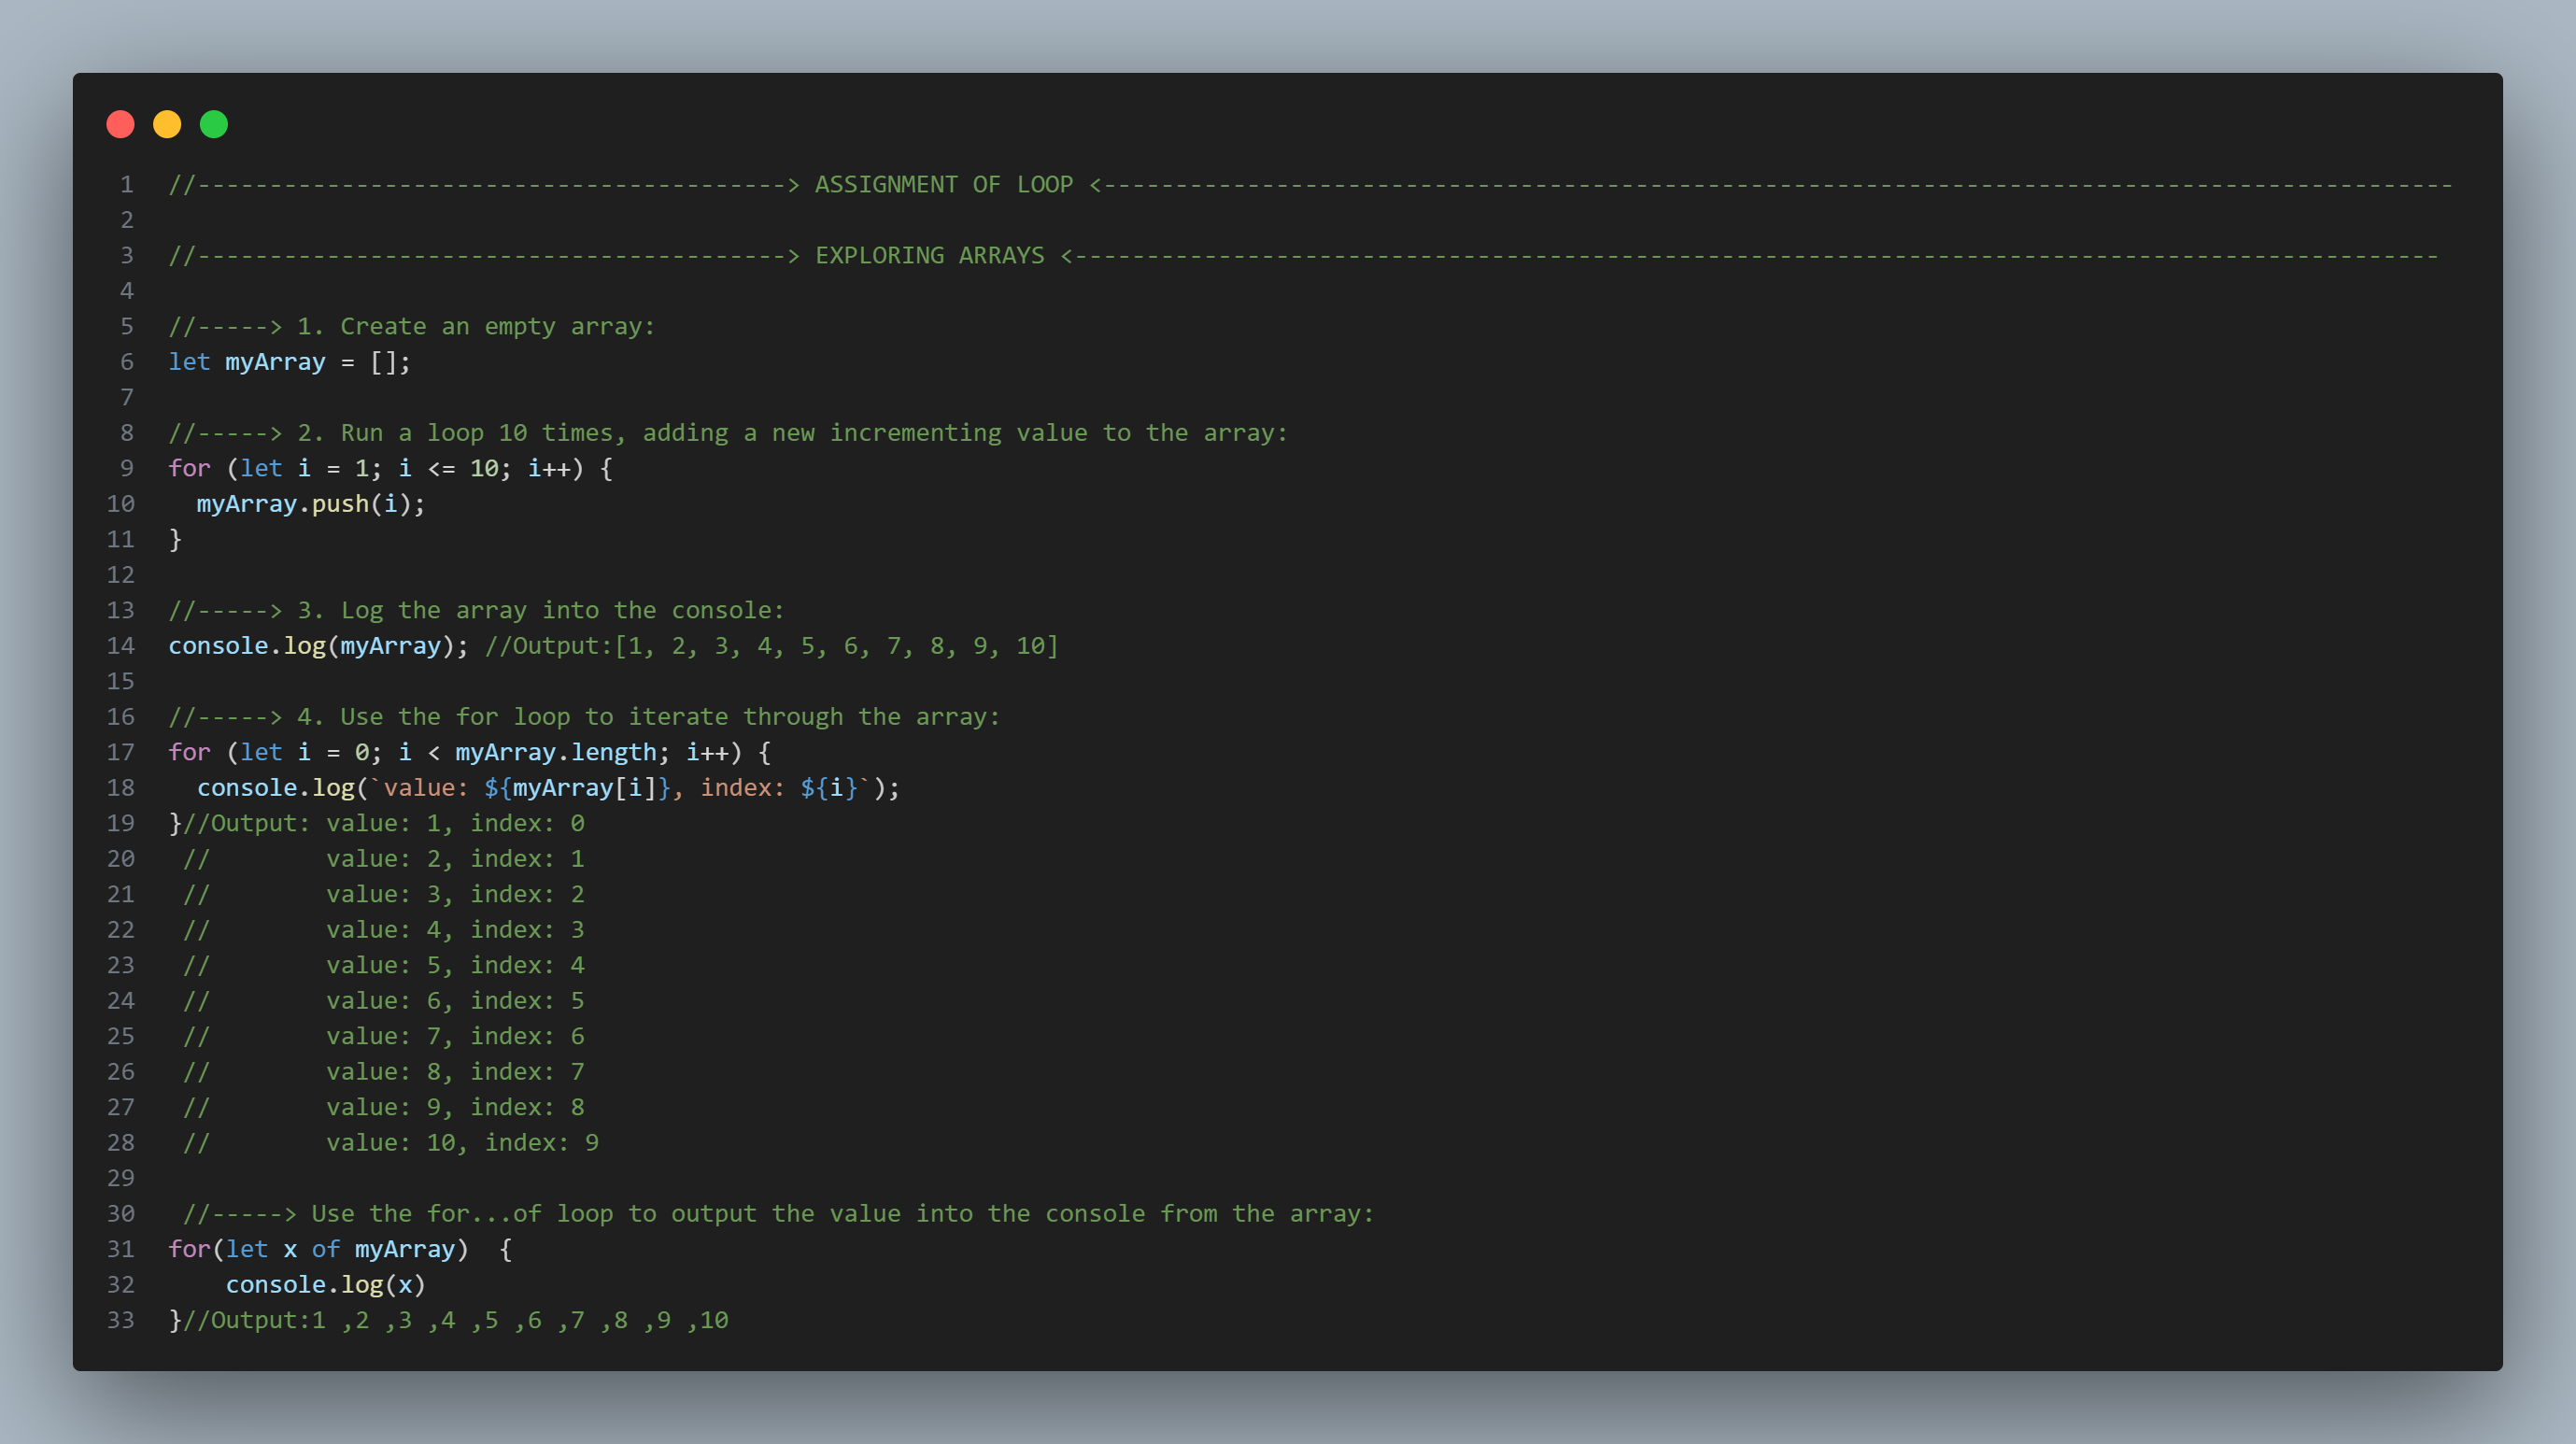 1 //-----------------------------------------> ASSIGNMENT OF LOOP <----------------------------------------------------------------------------------------------
2
3 //-----------------------------------------> EXPLORING ARRAYS <-----------------------------------------------------------------------------------------------
4
5 //-----> 1. Create an empty array:
6 let myArray = [];
7
8 //-----> 2. Run a loop 10 times, adding a new incrementing value to the array:
9 for (let i = 1; i <= 10; i++) {
10   myArray.push(i);
11 }
12
13 //-----> 3. Log the array into the console:
14 console.log(myArray); //Output:[1, 2, 3, 4, 5, 6, 7, 8, 9, 10]
15
16 //-----> 4. Use the for loop to iterate through the array:
17 for (let i = 0; i < myArray.length; i++) {
18   console.log(`value: ${myArray[i]}, index: ${i}`);
19 }//Output: value: 1, index: 0
20  //        value: 2, index: 1
21  //        value: 3, index: 2
22  //        value: 4, index: 3
23  //        value: 5, index: 4
24  //        value: 6, index: 5
25  //        value: 7, index: 6
26  //        value: 8, index: 7
27  //        value: 9, index: 8
28  //        value: 10, index: 9
29
30  //-----> Use the for...of loop to output the value into the console from the array:
31 for(let x of myArray)  {
32     console.log(x)
33 }//Output:1 ,2 ,3 ,4 ,5 ,6 ,7 ,8 ,9 ,10